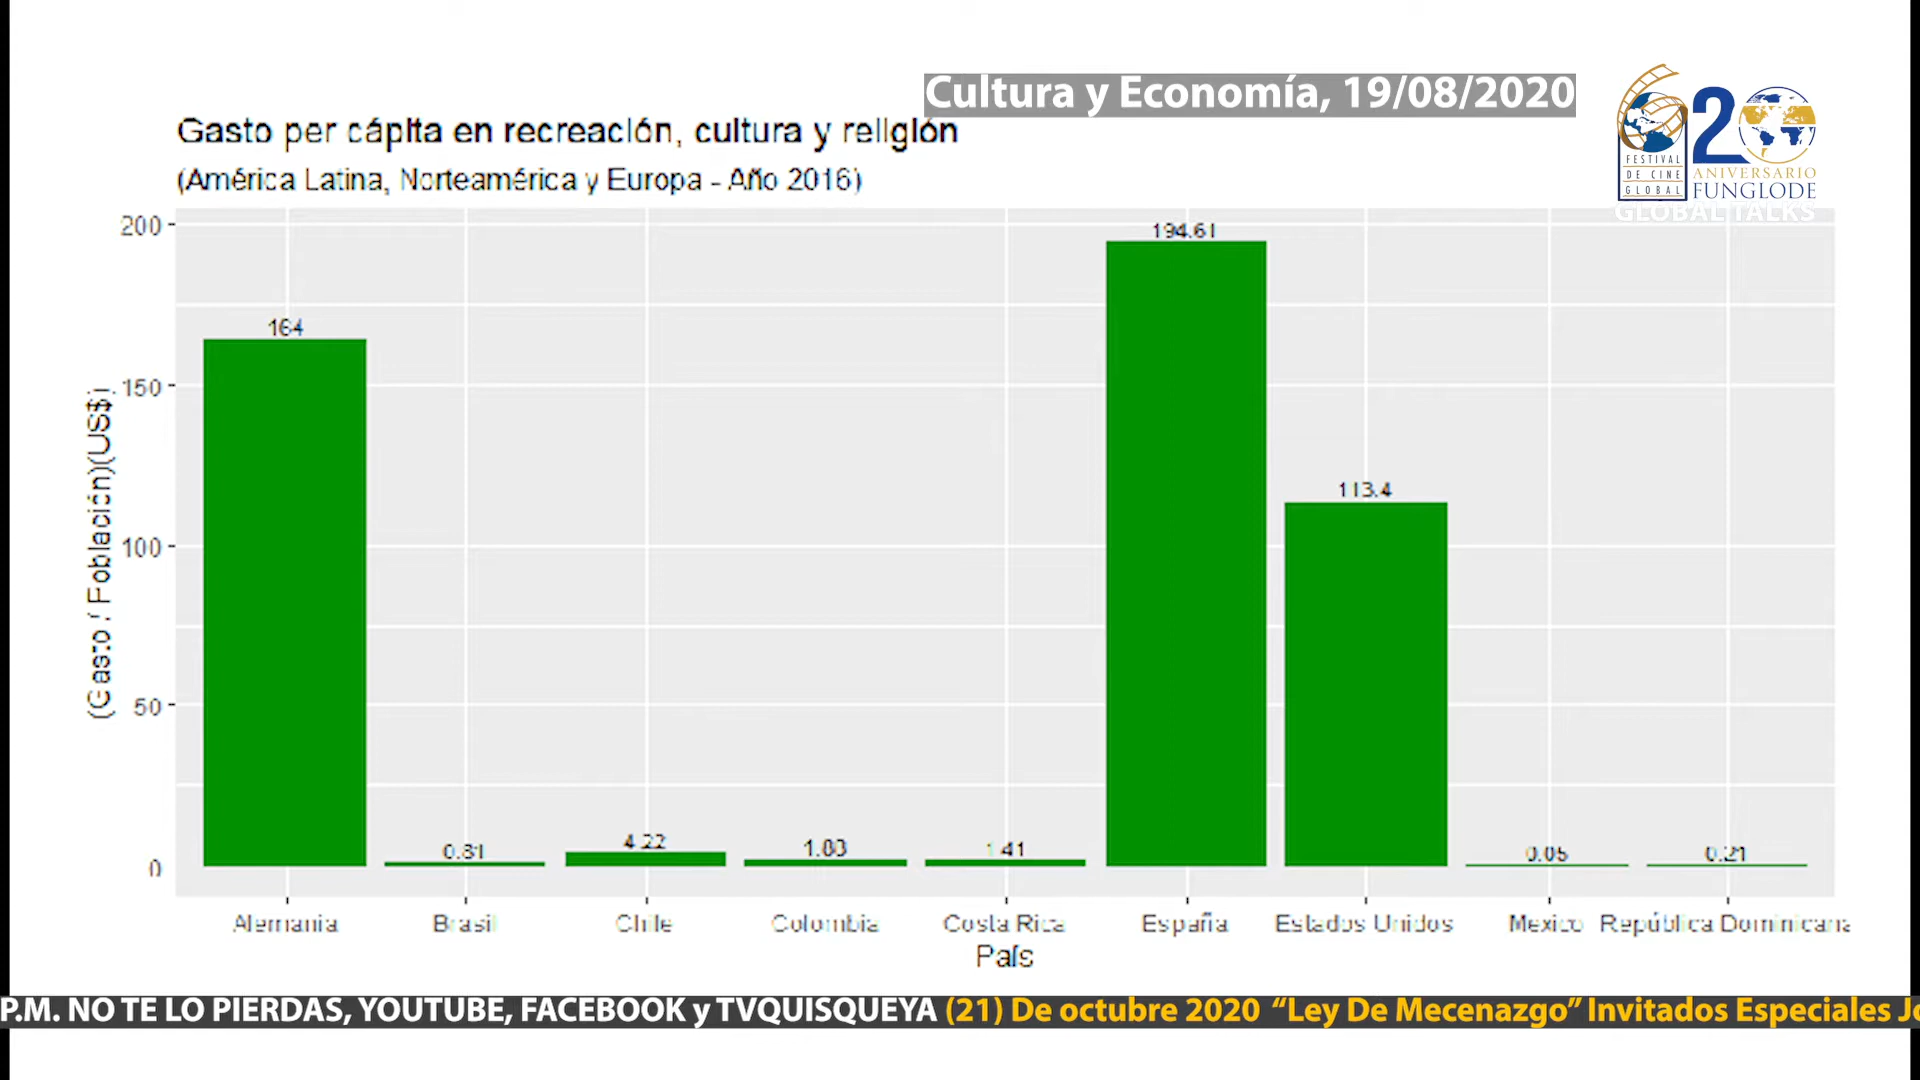 Cultura y Economía, 19/08/2020
FESTIVAL
DE CINE
GLOBAL
20
ANIVERSARIO
FUNGLODE
GLOBAL TALKS
Gasto per cápita en recreación, cultura y religión
(América Latina, Norteamérica y Europa - Año 2016)
(Gasto / Población)(US$)
200
150
100
50
0
164
0.81
4.22
1.41
194.61
113.4
0.05
0.21
Alemania
Brasil
Chile
Colombia
Costa Rica
España
Estados Unidos
Mexico
República Dominicana
País
P.M. NO TE LO PIERDAS, YOUTUBE, FACEBOOK y TVQUISQUEYA (21) De octubre 2020 “Ley De Mecenazgo” Invitados Especiales